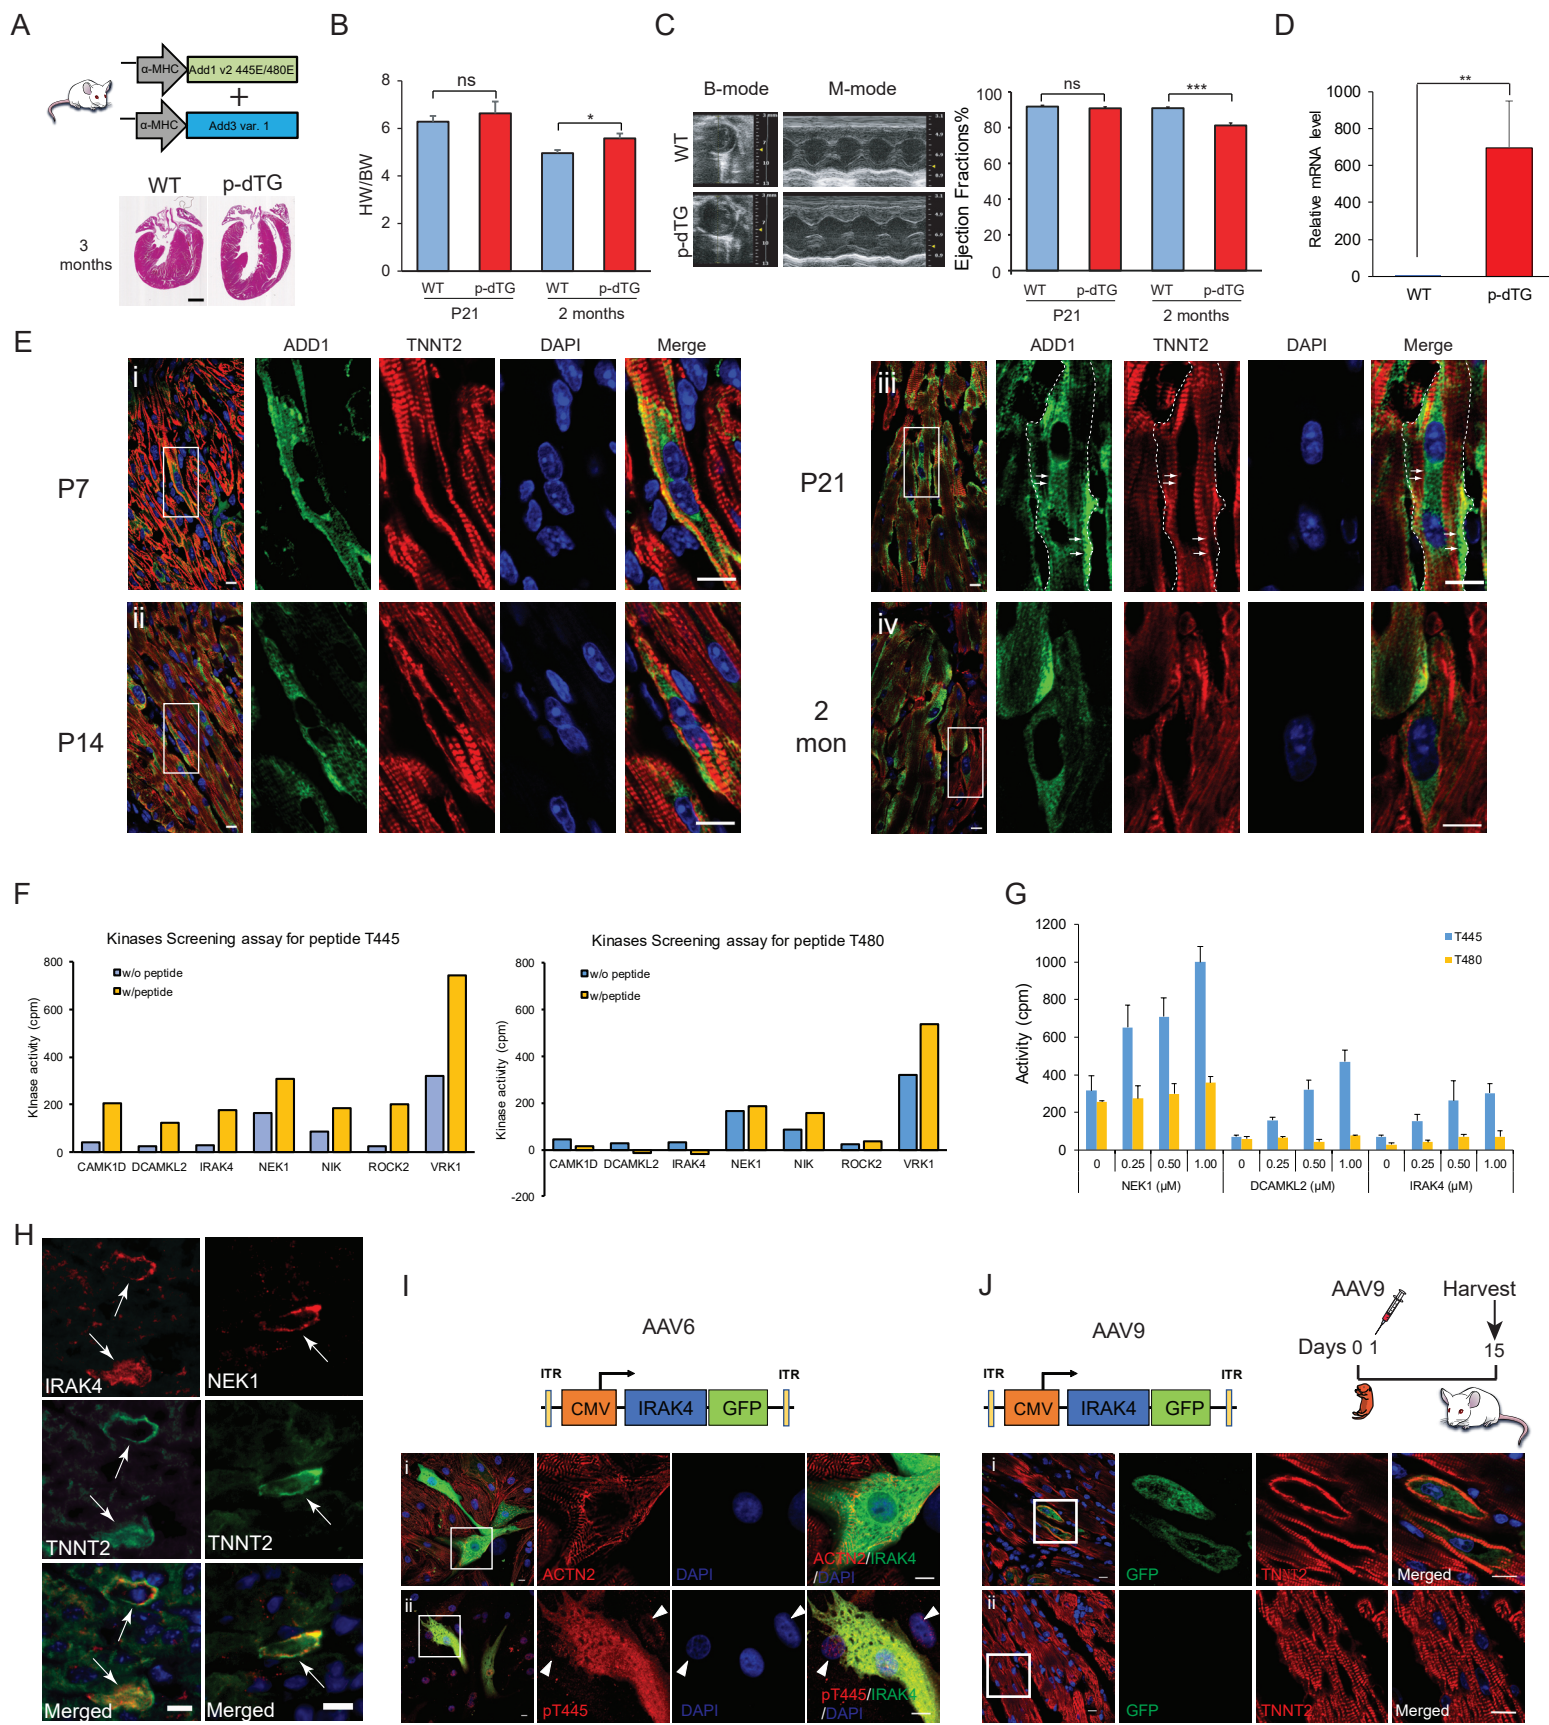 A
α-MHC
Add1 v2 445E/480E
+
α-MHC
Add3 var. 1
WT
p-dTG
3
months
B
HW/BW
8
6
4
2
0
ns
*
WT
p-dTG
WT
p-dTG
P21
2 months
C
B-mode
M-mode
WT
p-dTG
Ejection Fractions%
100
80
60
40
20
0
ns
***
WT
p-dTG
WT
p-dTG
P21
2 months
D
Relative mRNA level
1000
800
600
400
200
0
**
WT
p-dTG
E
ADD1
TNNT2
DAPI
Merge
ADD1
TNNT2
DAPI
Merge
P7
i
P21
iii
P14
ii
2
mon
iv
F
Kinases Screening assay for peptide T445
KInase activity (cpm)
800
600
400
200
0
w/o peptide
w/peptide
CAMK1D
DCAMKL2
IRAK4
NEK1
NIK
ROCK2
VRK1
Kinases Screening assay for peptide T480
Kinase activity (cpm)
800
600
400
200
0
-200
w/o peptide
w/peptide
CAMK1D
DCAMKL2
IRAK4
NEK1
NIK
ROCK2
VRK1
G
Activity (cpm)
1200
1000
800
600
400
200
0
T445
T480
0 0.25 0.50 1.00 0 0.25 0.50 1.00 0 0.25 0.50 1.00
NEK1 (µM)
DCAMKL2 (µM)
IRAK4 (µM)
H
IRAK4
NEK1
TNNT2
TNNT2
Merged
Merged
I
AAV6
ITR
ITR
CMV
IRAK4
GFP
i
ACTN2
DAPI
ACTN2/IRAK4
/DAPI
ii
pT445
DAPI
pT445/IRAK4
/DAPI
J
AAV9
ITR
ITR
CMV
IRAK4
GFP
AAV9
Harvest
Days 0 1
15
i
GFP
TNNT2
Merged
ii
GFP
TNNT2
Merged